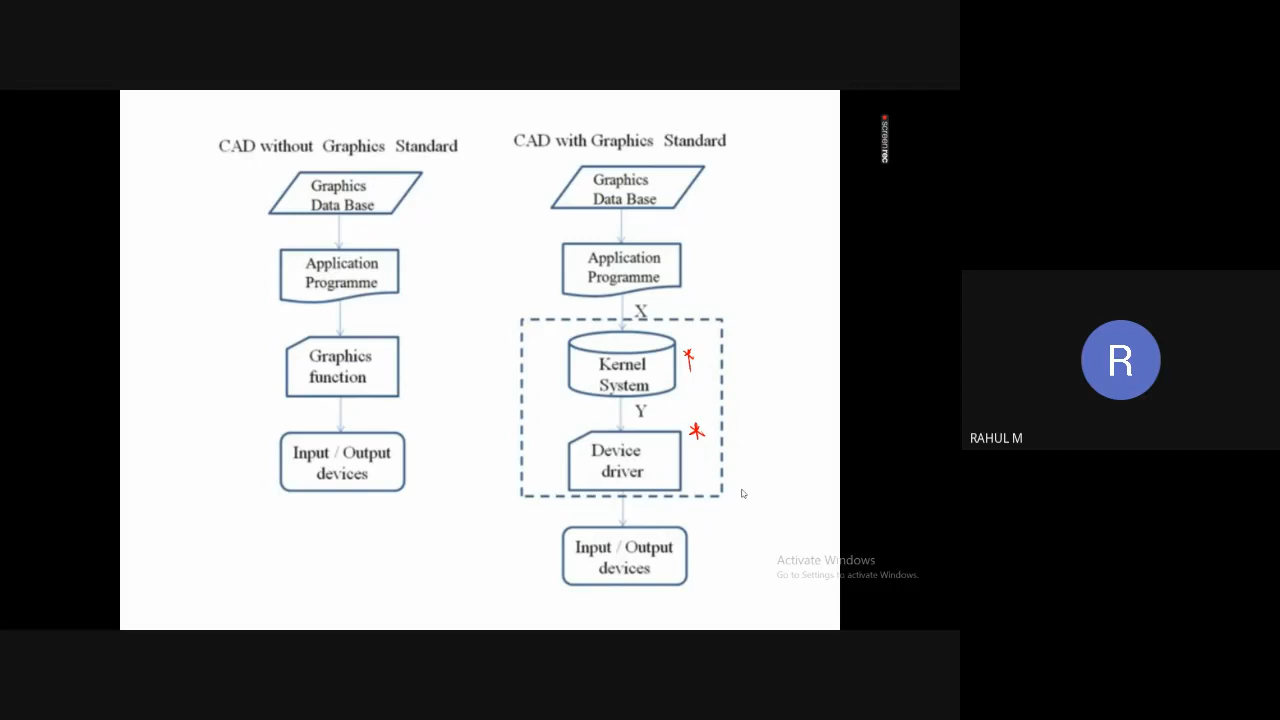 CAD without Graphics Standard
Graphics
Data Base
Application
Programme
Graphics
function
Input / Output
devices
CAD with Graphics Standard
Graphics
Data Base
Application
Programme
X
Kernel
System
Y
Device
driver
Input / Output
devices
screenrec
Activate Windows
Go to Settings to activate Windows.
R
RAHUL M